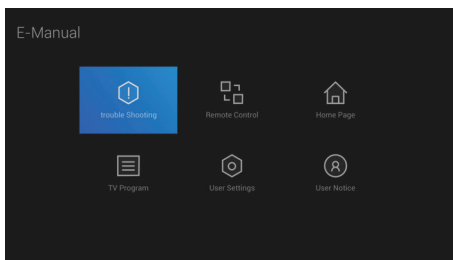 E-Manual
trouble Shooting
Remote Control
Home Page
TV Program
User Settings
User Notice